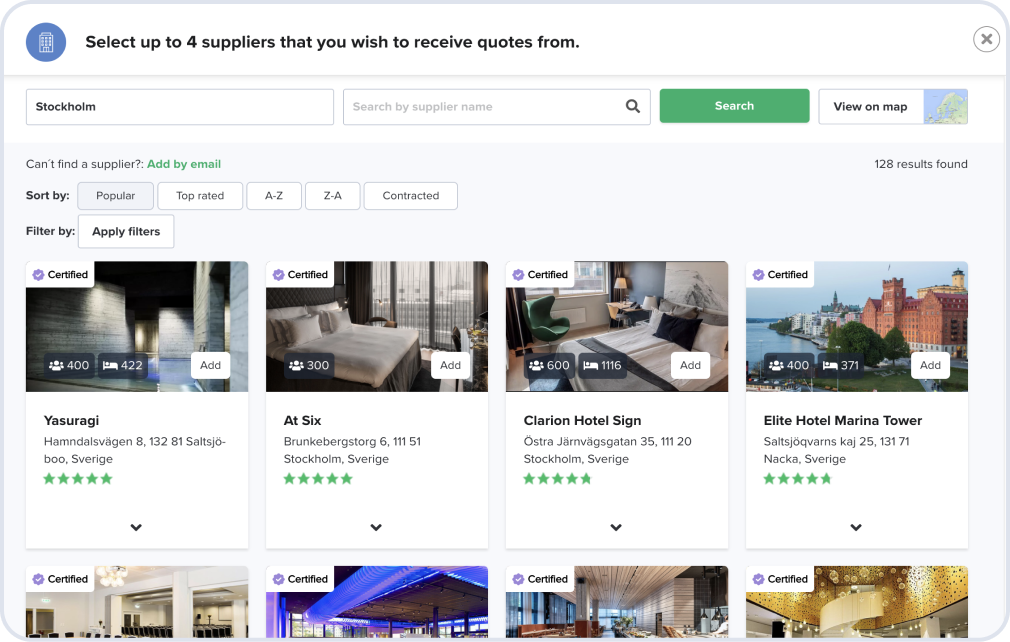 Select up to 4 suppliers that you wish to receive quotes from.
Stockholm
Search by supplier name
Search
View on map
Can´t find a supplier?: Add by email
128 results found
Sort by: Popular Top rated A-Z Z-A Contracted
Filter by: Apply filters
Certified
400 422 Add
Yasuragi
Hamndalsvägen 8, 132 81 Saltsjö-
boo, Sverige
Certified
300 Add
At Six
Brunkebergstorg 6, 111 51
Stockholm, Sverige
Certified
600 1116 Add
Clarion Hotel Sign
Östra Järnvägsgatan 35, 111 20
Stockholm, Sverige
Certified
400 371 Add
Elite Hotel Marina Tower
Saltsjöqvarns kaj 25, 131 71
Nacka, Sverige
Certified
Certified
Certified
Certified